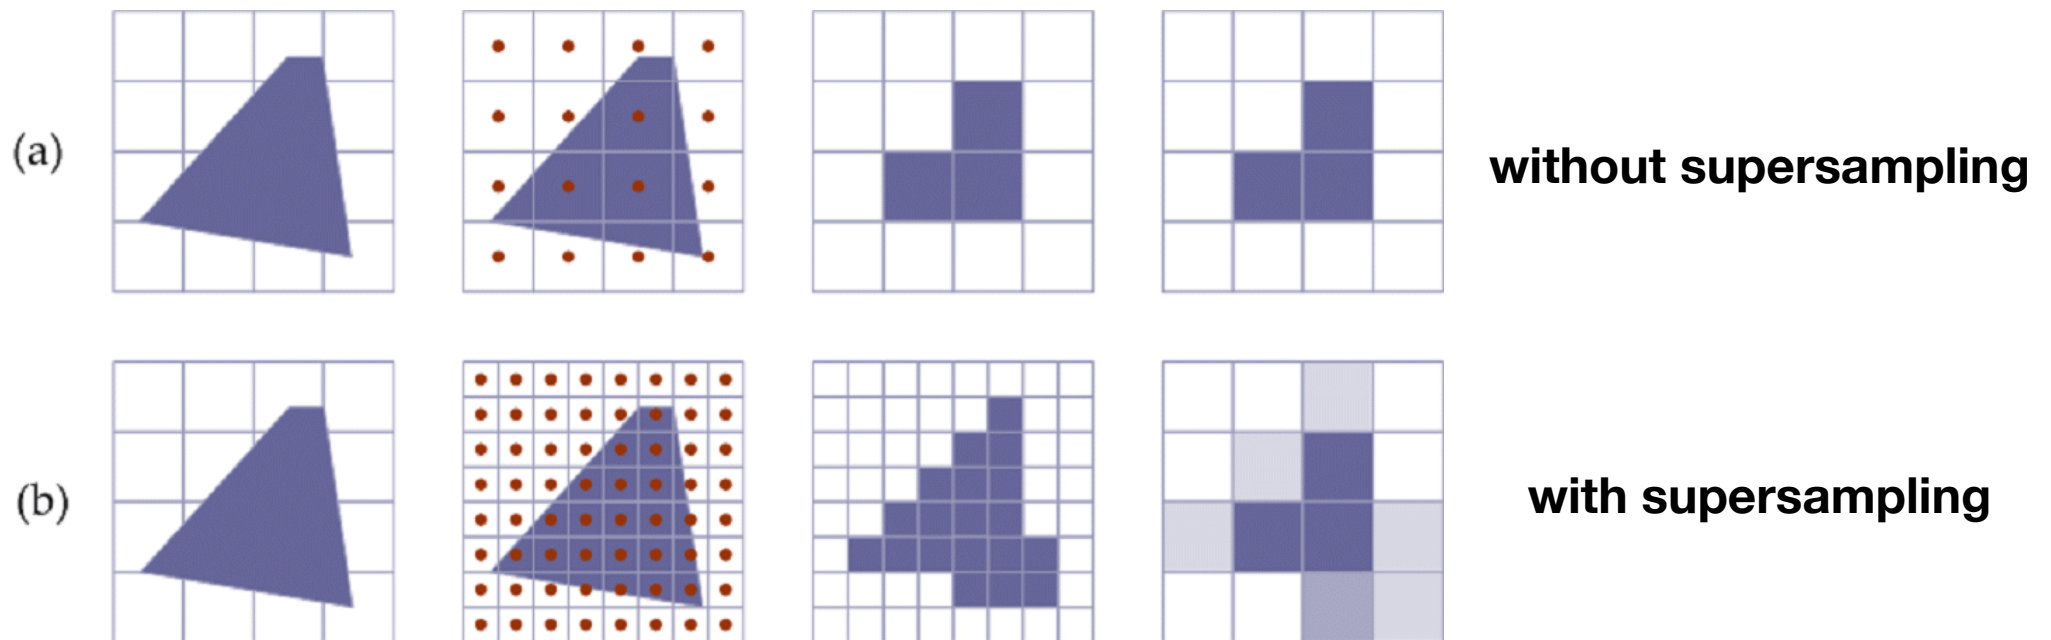 (a)
without supersampling
(b)
with supersampling